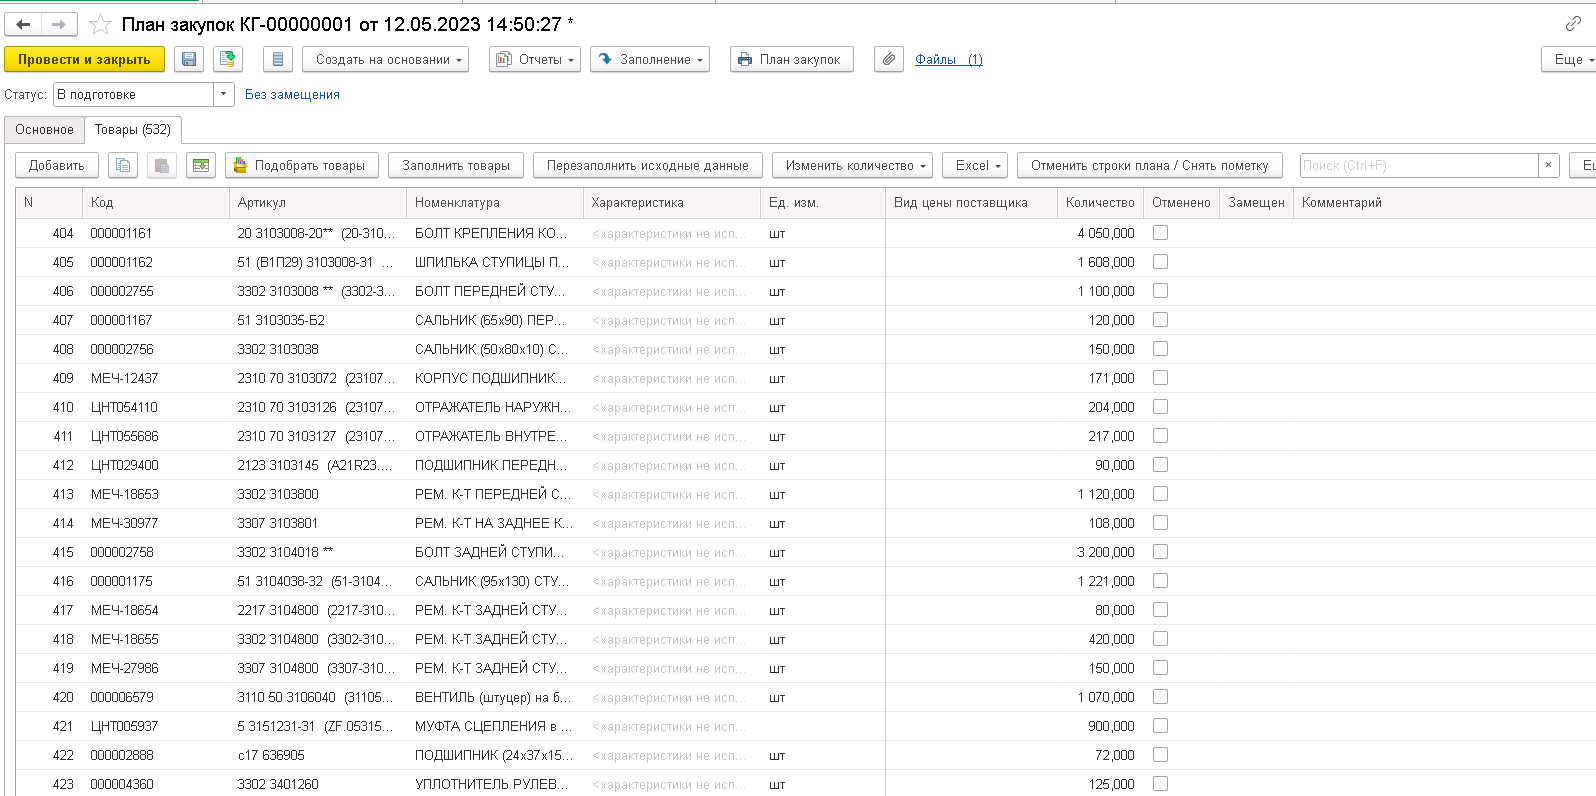 План закупок КГ-00000001 от 12.05.2023 14:50:27 *
Провести и закрыть Создать на основании Отчеты Заполнение План закупок Файлы (1) Еще
Статус: В подготовке Без замещения
Основное Товары (532)
Добавить Подобрать товары Заполнить товары Перезаполнить исходные данные Изменить количество Excel Отменить строки плана / Снять пометку Поиск (Ctrl+F) × Ец
N Код Артикул Номенклатура Характеристика Ед. изм. Вид цены поставщика Количество Отменено Замещен Комментарий
404 000001161 20 3103008-20** (20-310... БОЛТ КРЕПЛЕНИЯ КО... <характеристики не исп... шт 4 050,000
405 000001162 51 (В1П29) 3103008-31 ... ШПИЛЬКА СТУПИЦЫ П... <характеристики не исп... шт 1 608,000
406 000002755 3302 3103008 ** (3302-3... БОЛТ ПЕРЕДНЕЙ СТУ... <характеристики не исп... шт 1 100,000
407 000001167 51 3103035-Б2 САЛЬНИК (65х90) ПЕР... <характеристики не исп... шт 120,000
408 000002756 3302 3103038 САЛЬНИК (50х80х10) С... <характеристики не исп... шт 150,000
409 МЕЧ-12437 2310 70 3103072 (23107... КОРПУС ПОДШИПНИК... <характеристики не исп... шт 171,000
410 ЦНТ054110 2310 70 3103126 (23107... ОТРАЖАТЕЛЬ НАРУЖН... <характеристики не исп... шт 204,000
411 ЦНТ055686 2310 70 3103127 (23107... ОТРАЖАТЕЛЬ ВНУТРЕ... <характеристики не исп... шт 217,000
412 ЦНТ029400 2123 3103145 (A21R23.... ПОДШИПНИК ПЕРЕДН... <характеристики не исп... шт 90,000
413 МЕЧ-18653 3302 3103800 РЕМ. К-Т ПЕРЕДНЕЙ С... <характеристики не исп... шт 1 120,000
414 МЕЧ-30977 3307 3103801 РЕМ. К-Т НА ЗАДНЕЕ К... <характеристики не исп... шт 108,000
415 000002758 3302 3104018 ** БОЛТ ЗАДНЕЙ СТУПИ... <характеристики не исп... шт 3 200,000
416 000001175 51 3104038-32 (51-3104... САЛЬНИК (95х130) СТУ... <характеристики не исп... шт 1 221,000
417 МЕЧ-18654 2217 3104800 (2217-310... РЕМ. К-Т ЗАДНЕЙ СТУ... <характеристики не исп... шт 80,000
418 МЕЧ-18655 3302 3104800 (3302-310... РЕМ. К-Т ЗАДНЕЙ СТУ... <характеристики не исп... шт 420,000
419 МЕЧ-27986 3307 3104800 (3307-310... РЕМ. К-Т ЗАДНЕЙ СТУ... <характеристики не исп... шт 150,000
420 000006579 3110 50 3106040 (31105... ВЕНТИЛЬ (штуцер) на б... <характеристики не исп... шт 1 070,000
421 ЦНТ005937 5 3151231-31 (ZF.05315... МУФТА СЦЕПЛЕНИЯ в ... <характеристики не исп... 900,000
422 000002888 с17 636905 ПОДШИПНИК (24х37х15... <характеристики не исп... шт 72,000
423 000004360 3302 3401260 УПЛОТНИТЕЛЬ РУЛЕВ... <характеристики не исп... шт 125,000